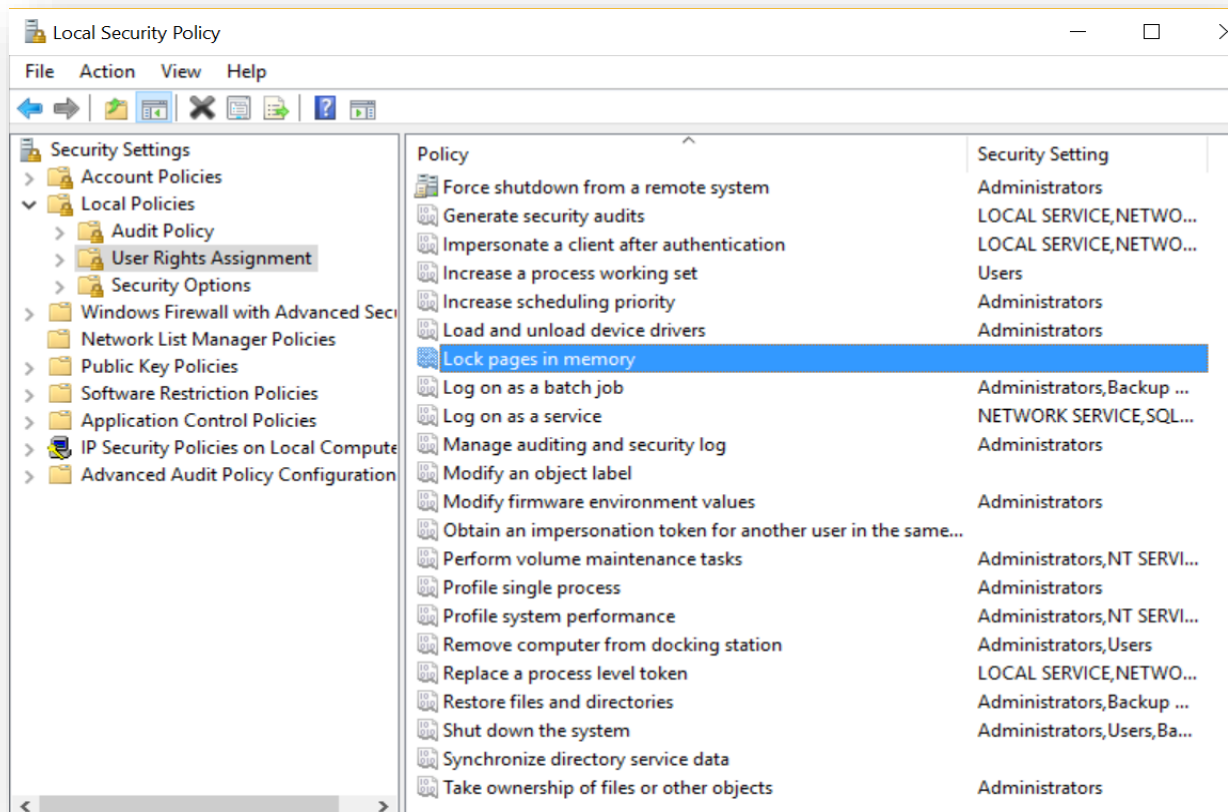 Local Security Policy
File Action View Help
Security Settings
Account Policies
Local Policies
Audit Policy
User Rights Assignment
Security Options
Windows Firewall with Advanced Secu
Network List Manager Policies
Public Key Policies
Software Restriction Policies
Application Control Policies
IP Security Policies on Local Compute
Advanced Audit Policy Configuration
Policy Security Setting
Force shutdown from a remote system Administrators
Generate security audits LOCAL SERVICE,NETWO...
Impersonate a client after authentication LOCAL SERVICE,NETWO...
Increase a process working set Users
Increase scheduling priority Administrators
Load and unload device drivers Administrators
Lock pages in memory
Log on as a batch job Administrators,Backup ...
Log on as a service NETWORK SERVICE,SQL...
Manage auditing and security log Administrators
Modify an object label
Modify firmware environment values Administrators
Obtain an impersonation token for another user in the same...
Perform volume maintenance tasks Administrators,NT SERVI...
Profile single process Administrators
Profile system performance Administrators,NT SERVI...
Remove computer from docking station Administrators,Users
Replace a process level token LOCAL SERVICE,NETWO...
Restore files and directories Administrators,Backup ...
Shut down the system Administrators,Users,Ba...
Synchronize directory service data
Take ownership of files or other objects Administrators